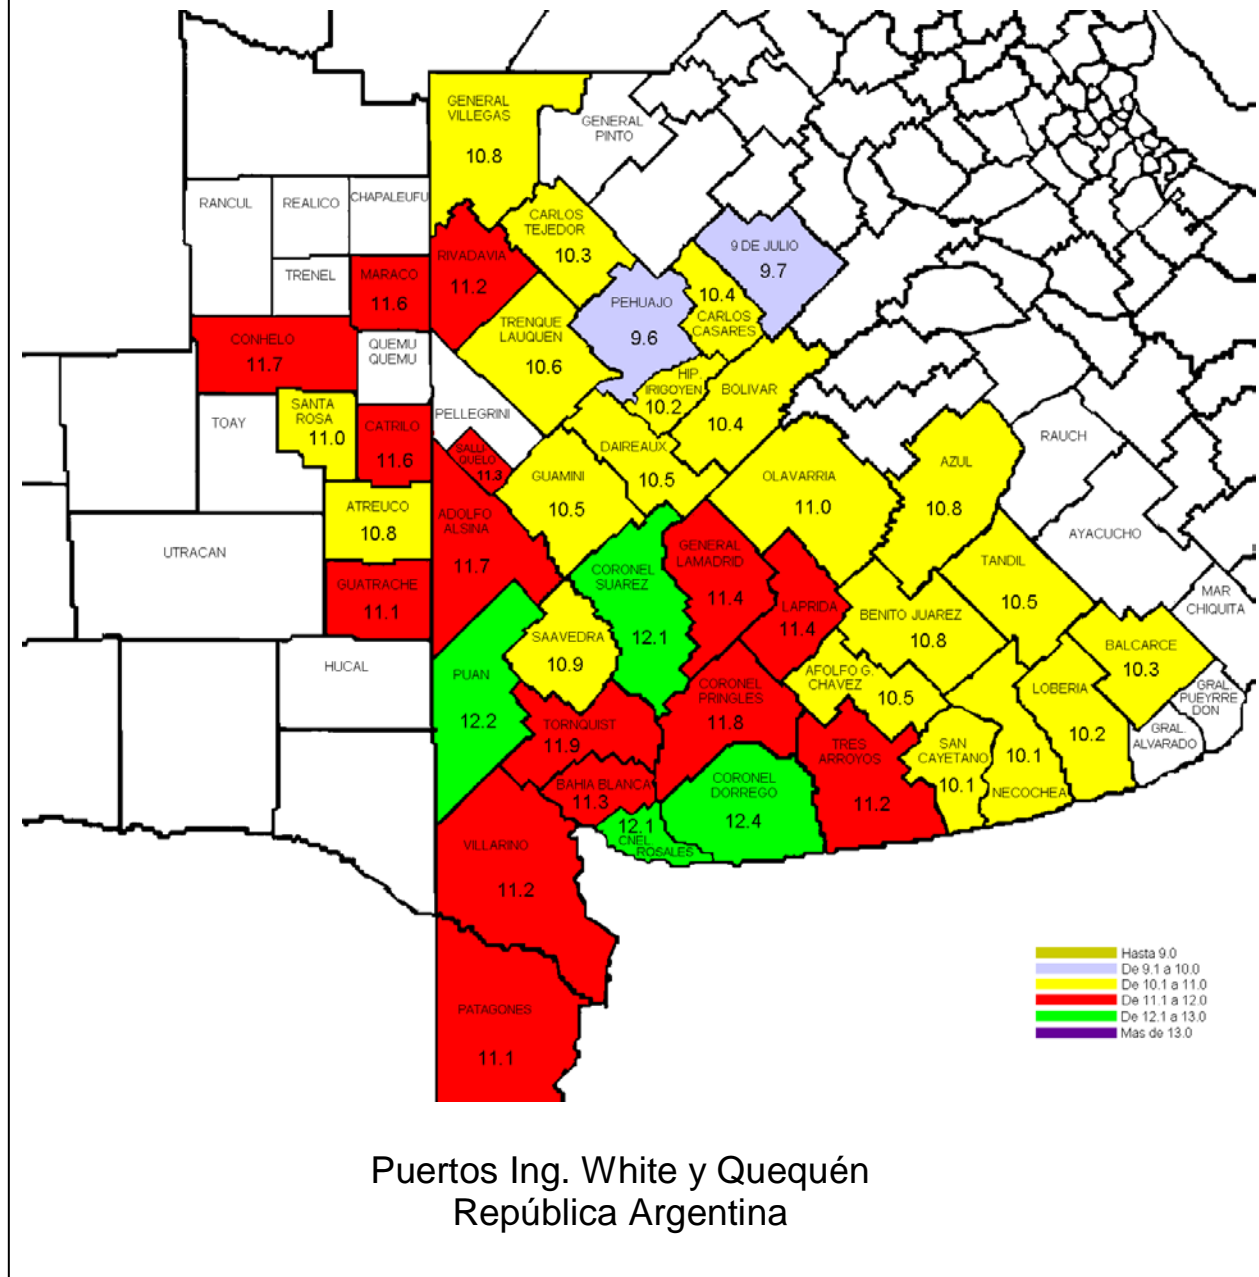 GENERAL
VILLEGAS
10.8
GENERAL
PINTO
RANCUL
REALICO
CHAPALEUFU
TRENEL
MARACO
11.6
RIVADAVIA
11.2
CARLOS
TEJEDOR
10.3
9 DE JULIO
9.7
PEHUAJO
9.6
10.4
CARLOS
CASARES
TRENQUE
LAUQUEN
10.6
CONHELO
11.7
QUEMU
QUEMU
HIP.
IRIGOYEN
10.2
BOLIVAR
10.4
SANTA
ROSA
11.0
TOAY
CATRILO
11.6
PELLEGRINI
SALLI-
QUELO
11.3
DAIREAUX
10.5
GUAMINI
10.5
OLAVARRIA
11.0
AZUL
10.8
RAUCH
ATREUCO
10.8
ADOLFO
ALSINA
11.7
UTRACAN
AYACUCHO
GUATRACHE
11.1
CORONEL
SUAREZ
12.1
GENERAL
LAMADRID
11.4
LAPRIDA
11.4
TANDIL
10.5
MAR
CHIQUITA
BENITO JUAREZ
10.8
SAAVEDRA
10.9
BALCARCE
10.3
HUCAL
PUAN
12.2
CORONEL
PRINGLES
11.8
AFOLFO G.
CHAVEZ
10.5
LOBERIA
10.2
GRAL.
PUEYRRE
DON
GRAL.
ALVARADO
TORNQUIST
11.9
TRES
ARROYOS
11.2
SAN
CAYETANO
10.1
10.1
NECOCHEA
BAHIA BLANCA
11.3
CORONEL
DORREGO
12.4
12.1
CNEL.
ROSALES
VILLARINO
11.2
PATAGONES
11.1
Hasta 9.0
De 9.1 a 10.0
De 10.1 a 11.0
De 11.1 a 12.0
De 12.1 a 13.0
Mas de 13.0
Puertos Ing. White y Quequén
República Argentina